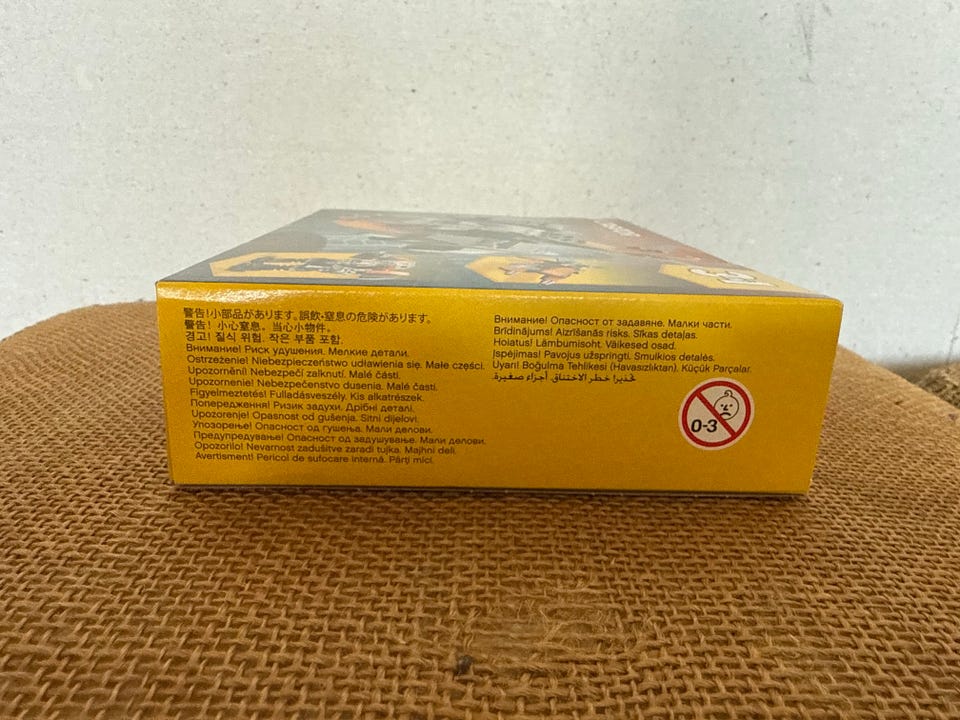 警告!小部品があります。誤飲・窒息の危険があります。
警告! 小心窒息。当心小物件。
경고! 질식 위험. 작은 부품 포함.
Внимание! Риск удушения. Мелкие детали.
Ostrzeżenie! Niebezpieczeństwo udławienia się. Małe części.
Upozornění! Nebezpečí zalknutí. Malé části.
Upozornenie! Nebezpečenstvo dusenia. Malé časti.
Figyelmeztetés! Fulladásveszély. Kis alkatrészek.
Попередження! Ризик задухи. Дрібні деталі.
Upozorenje! Opasnost od gušenja. Sitni dijelovi.
Упозорење! Опасност од гушења. Мали делови.
Предупредување! Опасност од задушување. Мали делови.
Opozorilo! Nevarnost zadušitve zaradi tujka. Majhni deli.
Avertisment! Pericol de sufocare internă. Părți mici.
Внимание! Опасност от задавяне. Малки части.
Brīdinājums! Aizrīšanās risks. Sīkas detaļas.
Hoiatus! Lämbumisoht. Väikesed osad.
Įspėjimas! Pavojus užspringti. Smulkios detalės.
Uyarı! Boğulma Tehlikesi (Havasızlıktan). Küçük Parçalar.
تحذير! خطر الاختناق. أجزاء صغيرة.
0-3